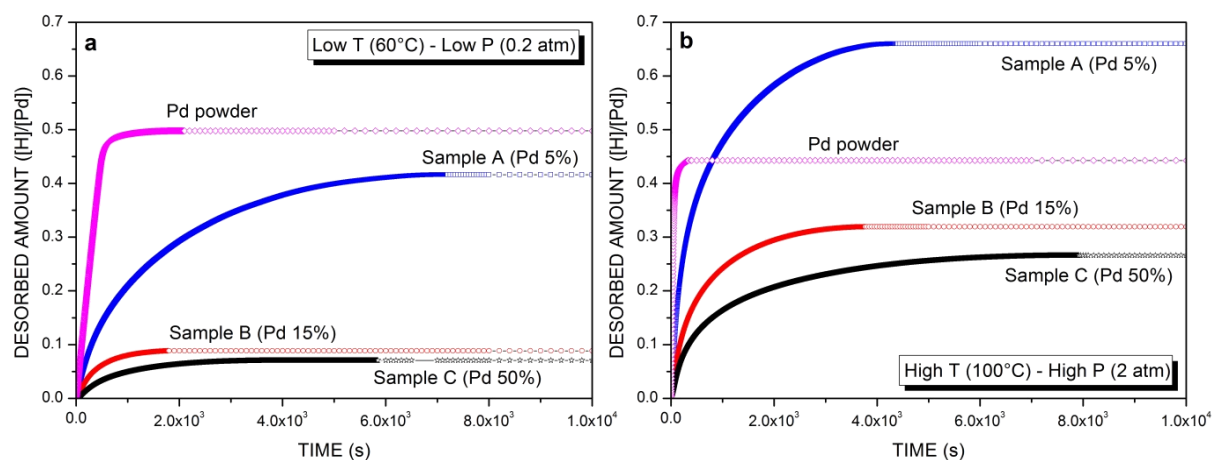 a
Low T (60°C) - Low P (0.2 atm)
Pd powder
Sample A (Pd 5%)
Sample B (Pd 15%)
Sample C (Pd 50%)
DESORBED AMOUNT ([H]/[Pd])
0.7
0.6
0.5
0.4
0.3
0.2
0.1
0.0
0.0 2.0x10³ 4.0x10³ 6.0x10³ 8.0x10³ 1.0x10⁴
TIME (s)
b
Sample A (Pd 5%)
Pd powder
Sample B (Pd 15%)
Sample C (Pd 50%)
High T (100°C) - High P (2 atm)
DESORBED AMOUNT ([H]/[Pd])
0.7
0.6
0.5
0.4
0.3
0.2
0.1
0.0
0.0 2.0x10³ 4.0x10³ 6.0x10³ 8.0x10³ 1.0x10⁴
TIME (s)